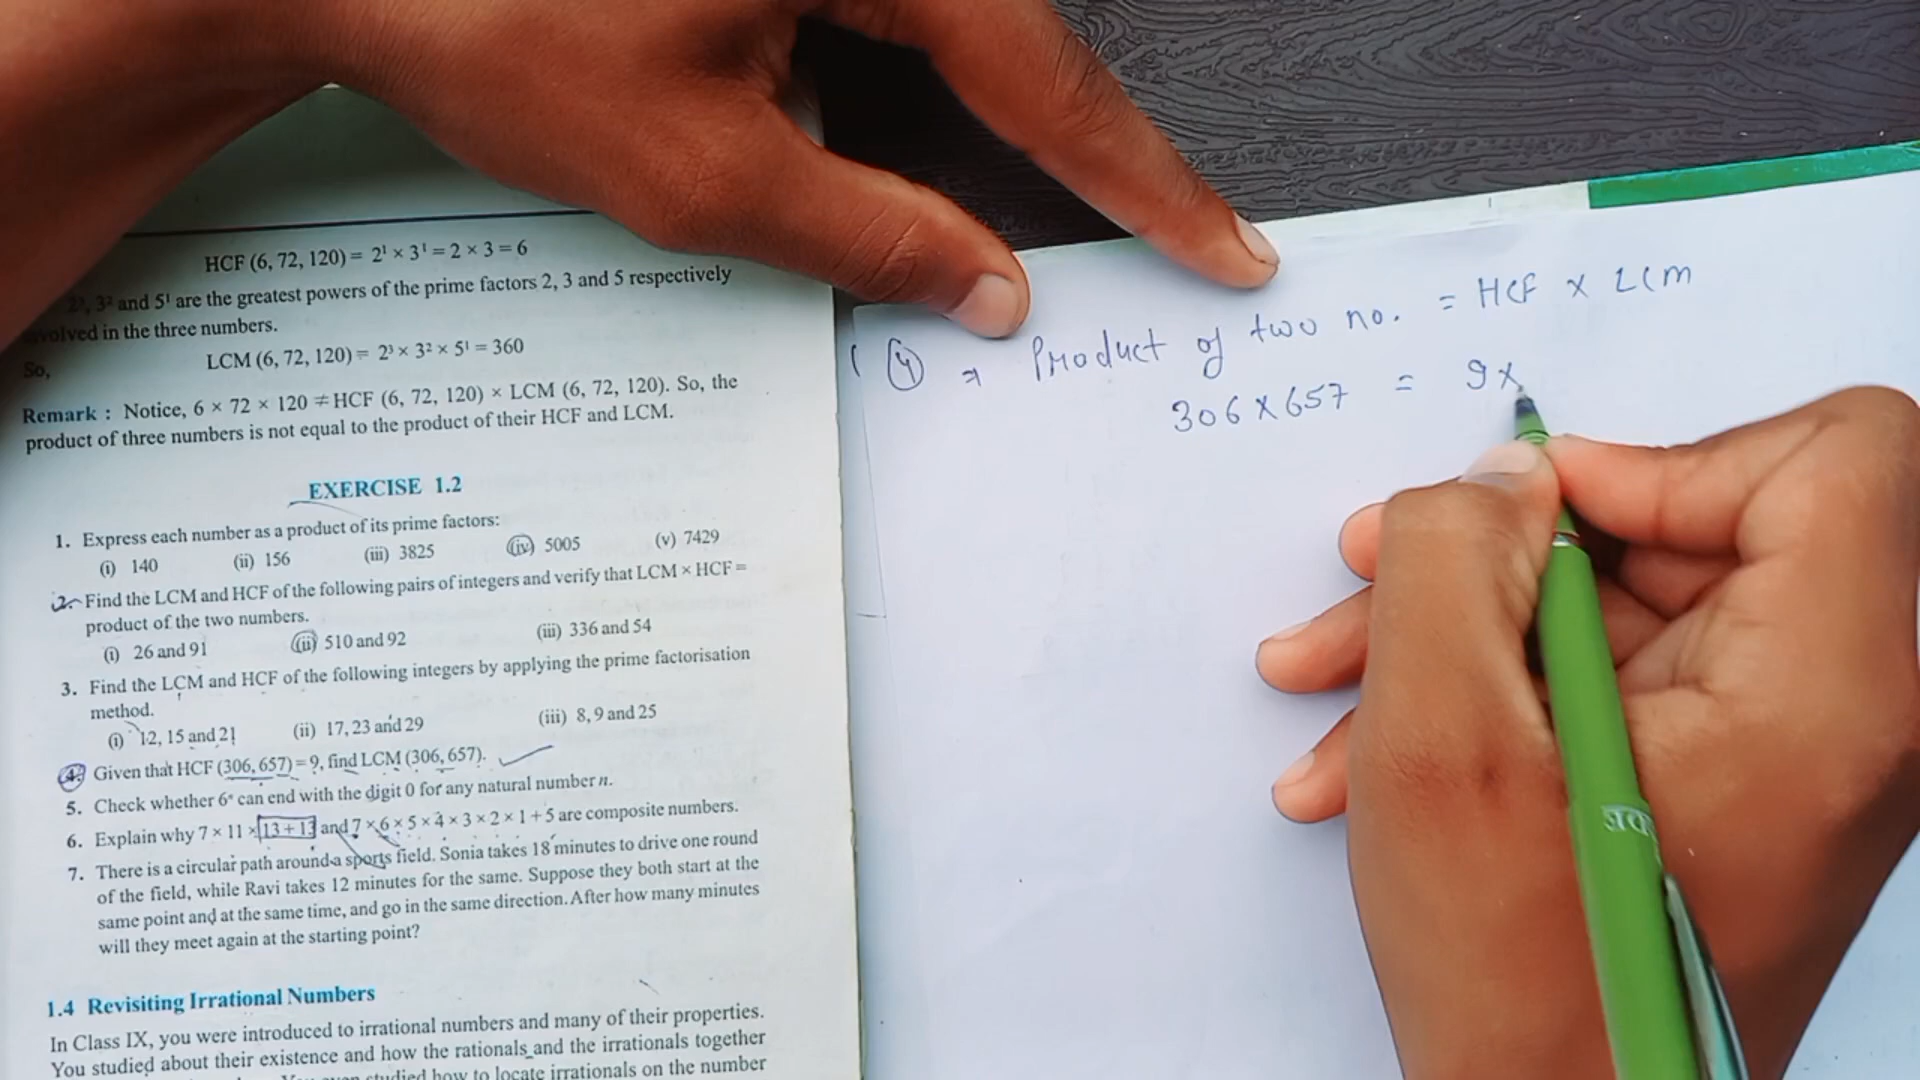 HCF (6, 72, 120) = 2¹ × 3¹ = 2 × 3 = 6
, 3² and 5¹ are the greatest powers of the prime factors 2, 3 and 5 respectively
in the three numbers.
So,
LCM (6, 72, 120) = 2³ × 3² × 5¹ = 360
Remark : Notice, 6 × 72 × 120 ≠ HCF (6, 72, 120) × LCM (6, 72, 120). So, the
product of three numbers is not equal to the product of their HCF and LCM.
EXERCISE 1.2
1. Express each number as a product of its prime factors:
(i) 140 (ii) 156 (iii) 3825 (iv) 5005 (v) 7429
2. Find the LCM and HCF of the following pairs of integers and verify that LCM × HCF =
product of the two numbers.
(i) 26 and 91 (ii) 510 and 92 (iii) 336 and 54
3. Find the LCM and HCF of the following integers by applying the prime factorisation
method.
(i) 12, 15 and 21 (ii) 17, 23 and 29 (iii) 8, 9 and 25
4. Given that HCF (306, 657) = 9, find LCM (306, 657).
5. Check whether 6ⁿ can end with the digit 0 for any natural number n.
6. Explain why 7 × 11 × 13 + 13 and 7 × 6 × 5 × 4 × 3 × 2 × 1 + 5 are composite numbers.
7. There is a circular path around a sports field. Sonia takes 18 minutes to drive one round
of the field, while Ravi takes 12 minutes for the same. Suppose they both start at the
same point and at the same time, and go in the same direction. After how many minutes
will they meet again at the starting point?
1.4 Revisiting Irrational Numbers
In Class IX, you were introduced to irrational numbers and many of their properties.
You studied about their existence and how the rationals and the irrationals together
studied how to locate irrationals on the number
(4) ⇒ Product of two no. = HCF × LCM
306 × 657 = 9 ×